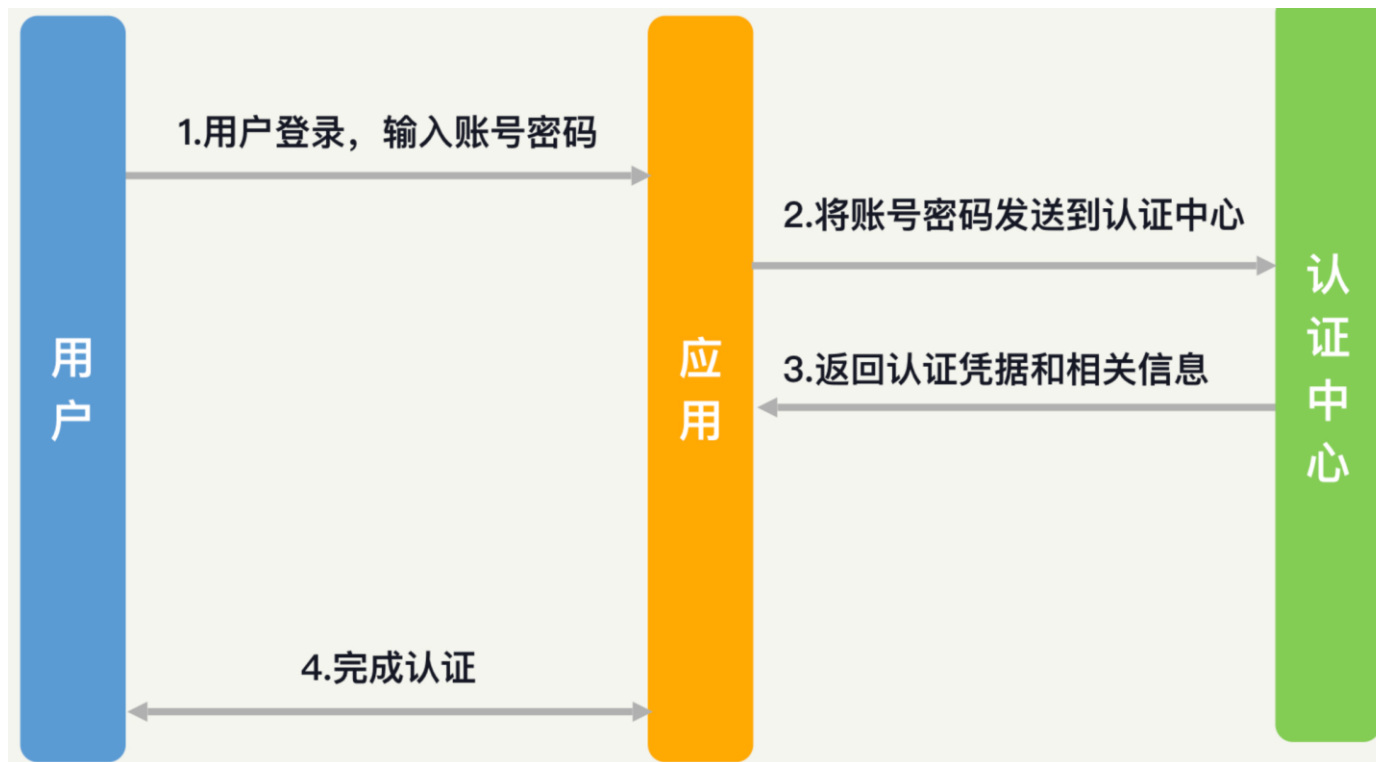 1.用户登录，输入账号密码
2.将账号密码发送到认证中心
3.返回认证凭据和相关信息
4.完成认证
用户
应用
认证中心